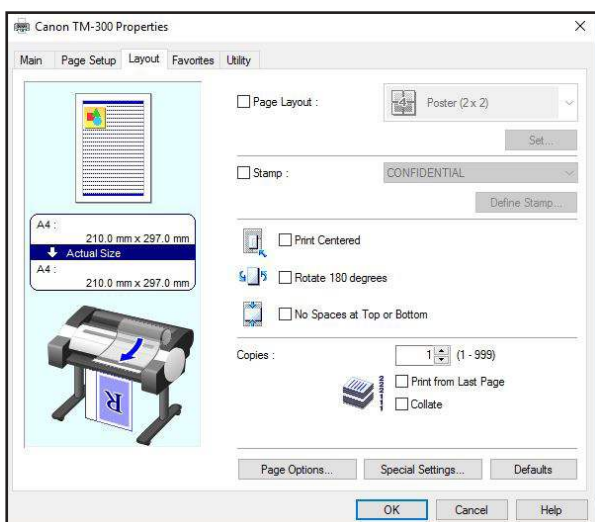 Canon TM-300 Properties
Main Page Setup Layout Favorites Utility
Page Layout :
4
Poster (2 x 2)
Set...
Stamp :
CONFIDENTIAL
Define Stamp...
A4 :
210.0 mm x 297.0 mm
Actual Size
A4 :
210.0 mm x 297.0 mm
R
Print Centered
Rotate 180 degrees
No Spaces at Top or Bottom
Copies :
1 (1 - 999)
Print from Last Page
Collate
Page Options... Special Settings... Defaults
OK Cancel Help